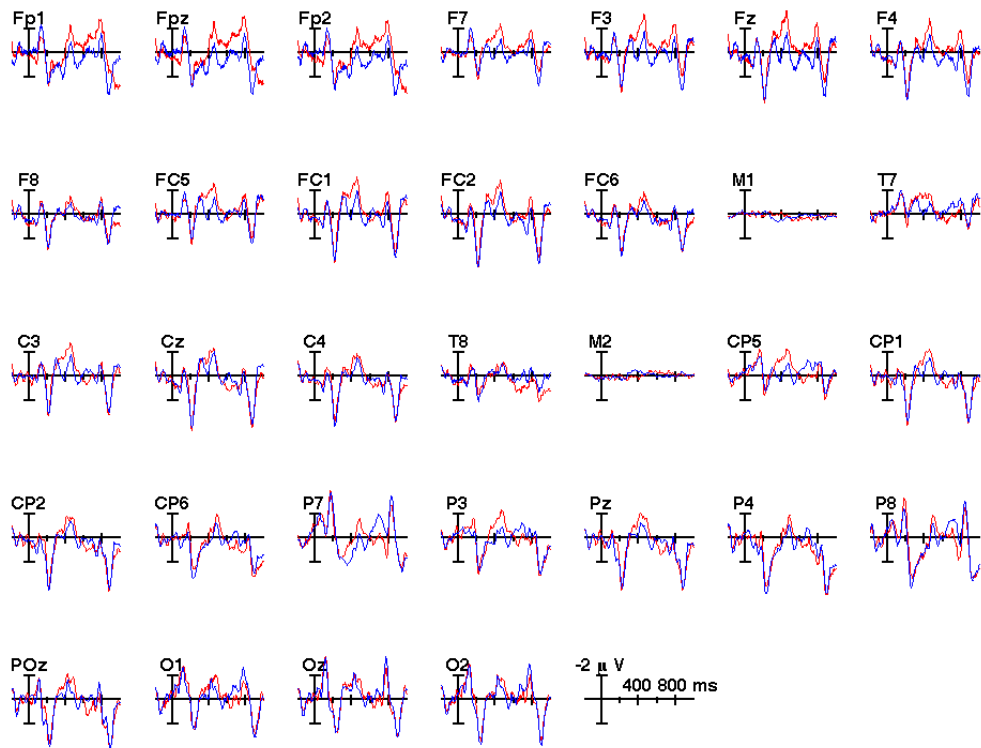 Fp1 Fpz Fp2 F7 F3 Fz F4
F8 FC5 FC1 FC2 FC6 M1 T7
C3 Cz C4 T8 M2 CP5 CP1
CP2 CP6 P7 P3 Pz P4 P8
POz O1 Oz O2 -2 μ V
400 800 ms